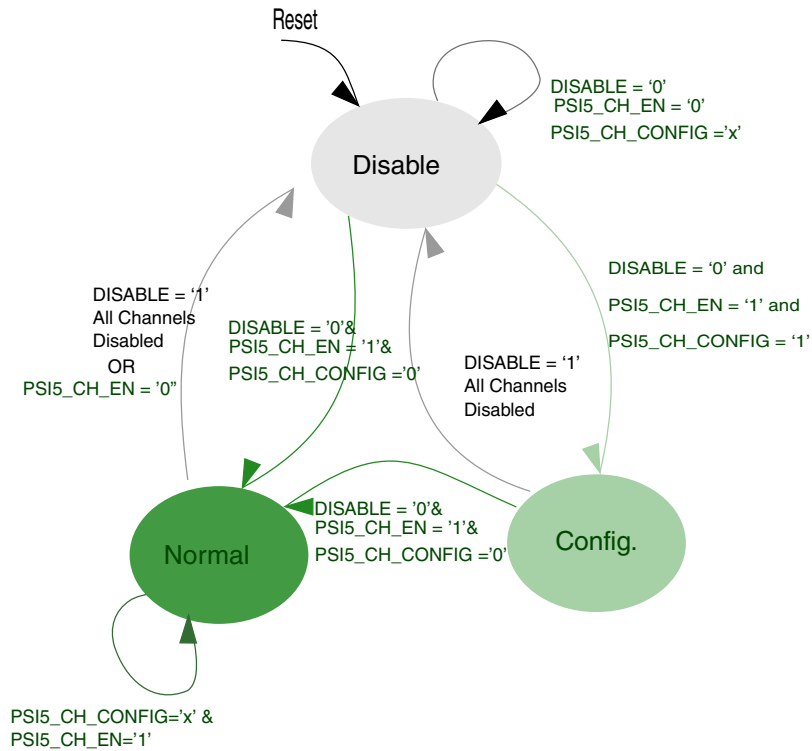 Reset
DISABLE = ‘0’
PSI5_CH_EN = ‘0’
PSI5_CH_CONFIG =’x’
Disable
DISABLE = ‘0’ and
PSI5_CH_EN = ‘1’ and
PSI5_CH_CONFIG = ‘1’
DISABLE = ‘1’
All Channels
Disabled
OR
PSI5_CH_EN = ’0”
DISABLE = ’0’&
PSI5_CH_EN = ’1’&
PSI5_CH_CONFIG =’0’
DISABLE = ‘1’
All Channels
Disabled
DISABLE = ’0’&
PSI5_CH_EN = ’1’&
PSI5_CH_CONFIG =’0’
Normal
Config.
PSI5_CH_CONFIG=’x’ &
PSI5_CH_EN=’1’